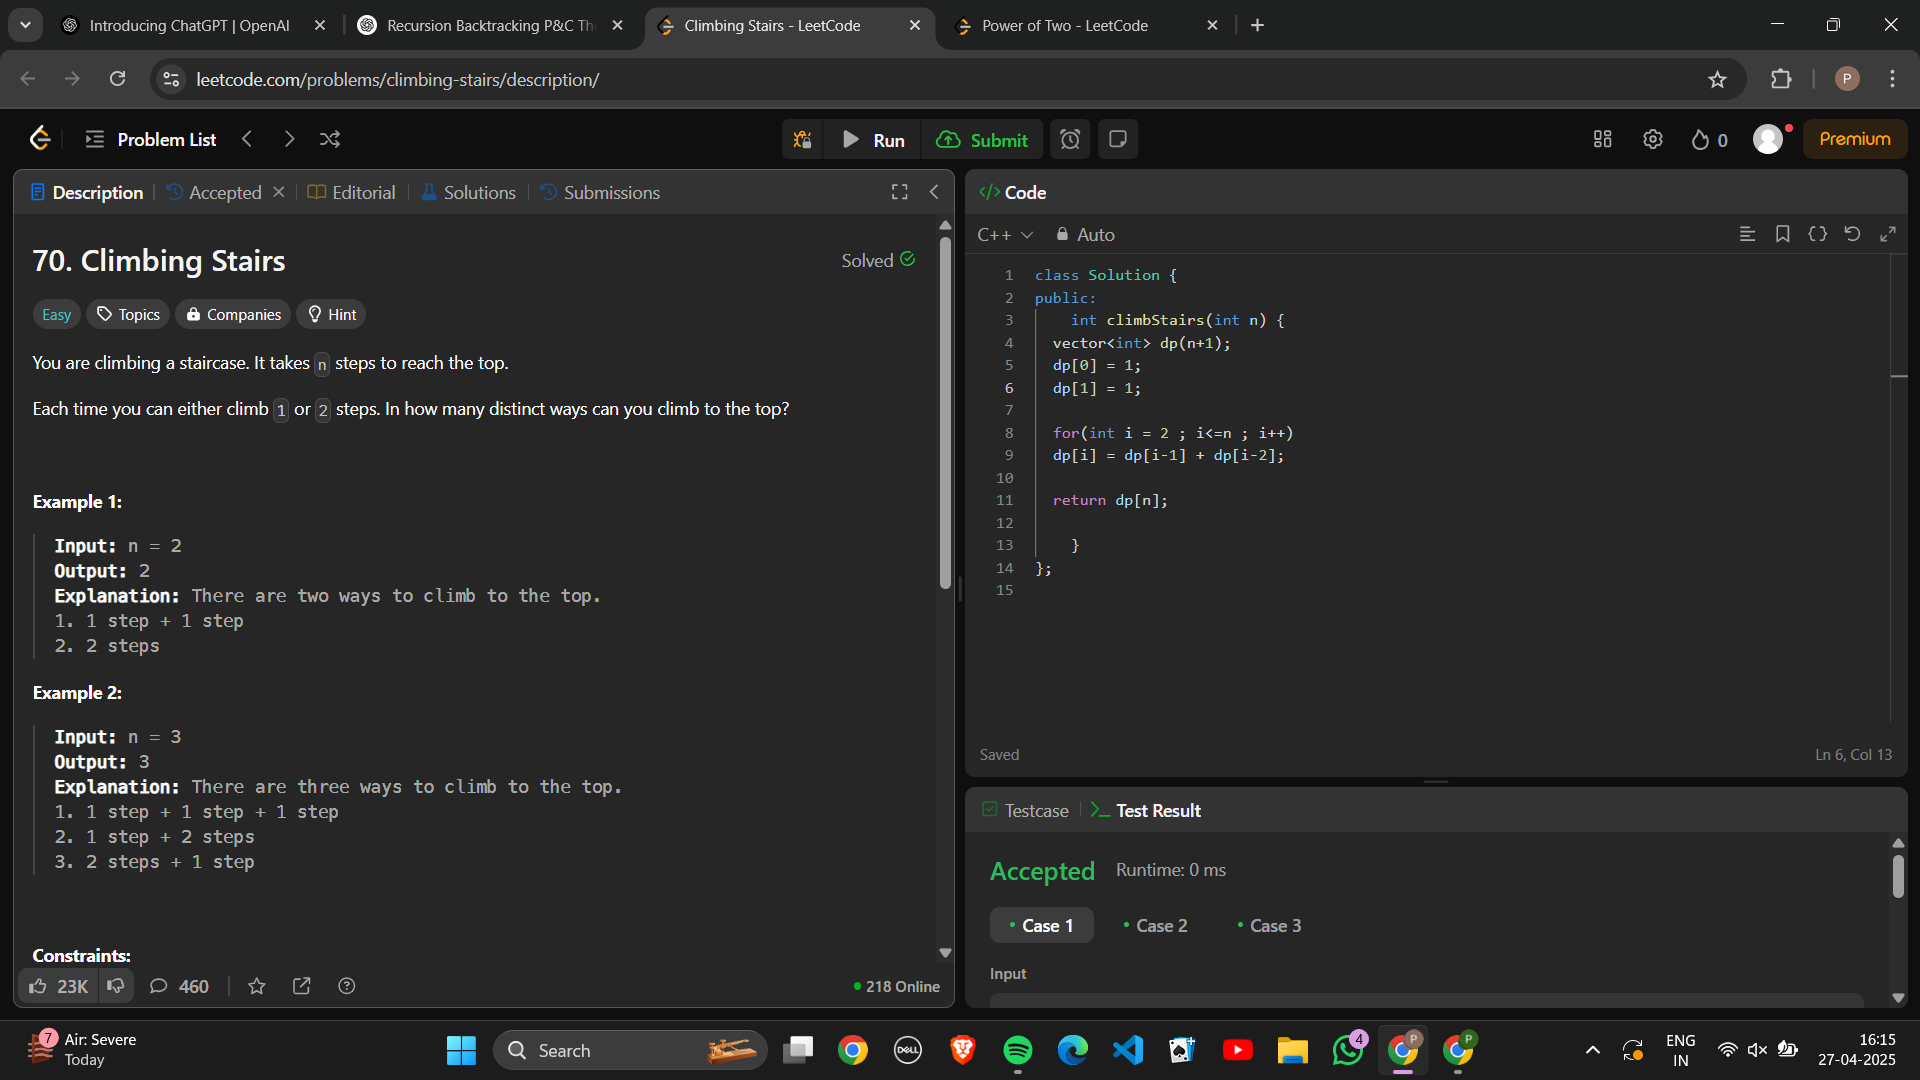 Introducing ChatGPT | OpenAI
Recursion Backtracking P&C Th
Climbing Stairs - LeetCode
Power of Two - LeetCode
leetcode.com/problems/climbing-stairs/description/
P
Problem List
Run
Submit
0
Premium
Description
Accepted
Editorial
Solutions
Submissions
70. Climbing Stairs
Solved
Easy
Topics
Companies
Hint
You are climbing a staircase. It takes n steps to reach the top.
Each time you can either climb 1 or 2 steps. In how many distinct ways can you climb to the top?
Example 1:
Input: n = 2
Output: 2
Explanation: There are two ways to climb to the top.
1. 1 step + 1 step
2. 2 steps
Example 2:
Input: n = 3
Output: 3
Explanation: There are three ways to climb to the top.
1. 1 step + 1 step + 1 step
2. 1 step + 2 steps
3. 2 steps + 1 step
Constraints:
23K
460
218 Online
</> Code
C++
Auto
1 class Solution {
2 public:
3 int climbStairs(int n) {
4 vector<int> dp(n+1);
5 dp[0] = 1;
6 dp[1] = 1;
7
8 for(int i = 2 ; i<=n ; i++)
9 dp[i] = dp[i-1] + dp[i-2];
10
11 return dp[n];
12
13 }
14 };
15
Saved
Ln 6, Col 13
Testcase
>_ Test Result
Accepted
Runtime: 0 ms
Case 1
Case 2
Case 3
Input
7
Air: Severe
Today
Search
DELL
4
P
P
ENG
IN
16:15
27-04-2025